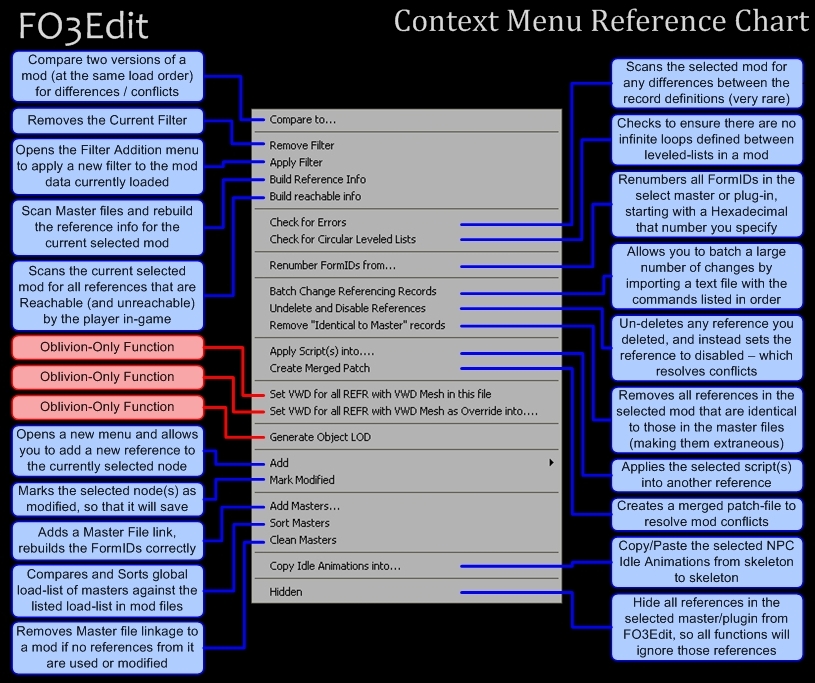 FO3Edit
Context Menu Reference Chart
Compare two versions of a
mod (at the same load order)
for differences / conflicts
Removes the Current Filter
Opens the Filter Addition menu
to apply a new filter to the mod
data currently loaded
Scan Master files and rebuild
the reference info for the
current selected mod
Scans the current selected
mod for all references that are
Reachable (and unreachable)
by the player in-game
Oblivion-Only Function
Oblivion-Only Function
Oblivion-Only Function
Opens a new menu and allows
you to add a new reference to
the currently selected node
Marks the selected node(s) as
modified, so that it will save
Adds a Master File link,
rebuilds the FormIDs correctly
Compares and Sorts global
load-list of masters against the
listed load-list in mod files
Removes Master file linkage to
a mod if no references from it
are used or modified
Compare to...
Remove Filter
Apply Filter
Build Reference Info
Build reachable info
Check for Errors
Check for Circular Leveled Lists
Renumber FormIDs from...
Batch Change Referencing Records
Undelete and Disable References
Remove "Identical to Master" records
Apply Script(s) into....
Create Merged Patch
Set VWD for all REFR with VWD Mesh in this file
Set VWD for all REFR with VWD Mesh as Override into....
Generate Object LOD
Add
Mark Modified
Add Masters...
Sort Masters
Clean Masters
Copy Idle Animations into...
Hidden
Scans the selected mod for
any differences between the
record definitions (very rare)
Checks to ensure there are no
infinite loops defined between
leveled-lists in a mod
Renumbers all FormIDs in the
select master or plug-in,
starting with a Hexadecimal
that number you specify
Allows you to batch a large
number of changes by
importing a text file with the
commands listed in order
Un-deletes any reference you
deleted, and instead sets the
reference to disabled – which
resolves conflicts
Removes all references in the
selected mod that are identical
to those in the master files
(making them extraneous)
Applies the selected script(s)
into another reference
Creates a merged patch-file to
resolve mod conflicts
Copy/Paste the selected NPC
Idle Animations from skeleton
to skeleton
Hide all references in the
selected master/plugin from
FO3Edit, so all functions will
ignore those references